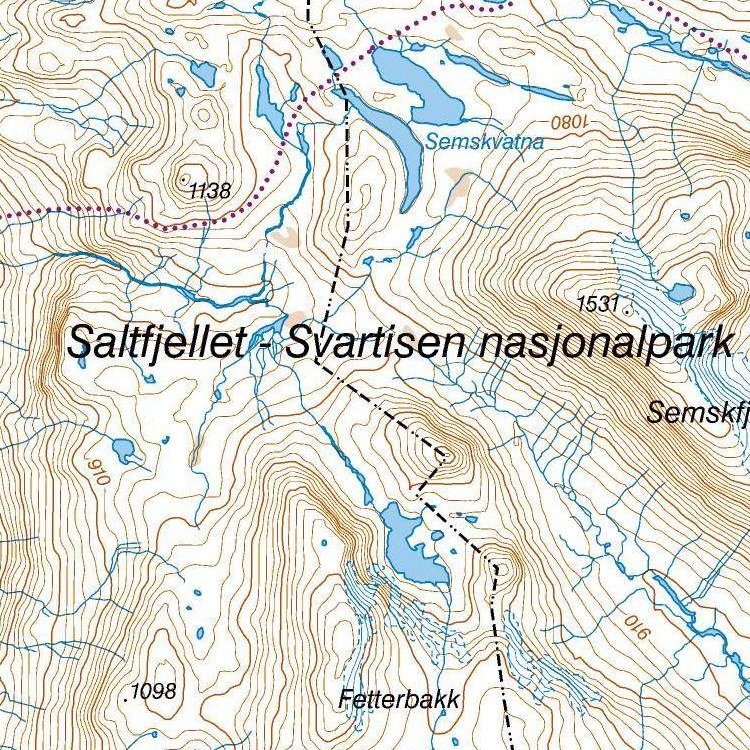 1080
Semskvatna
1138
1531
Saltfjellet - Svartisen nasjonalpark
Semskfj
910
910
1098
Fetterbakk